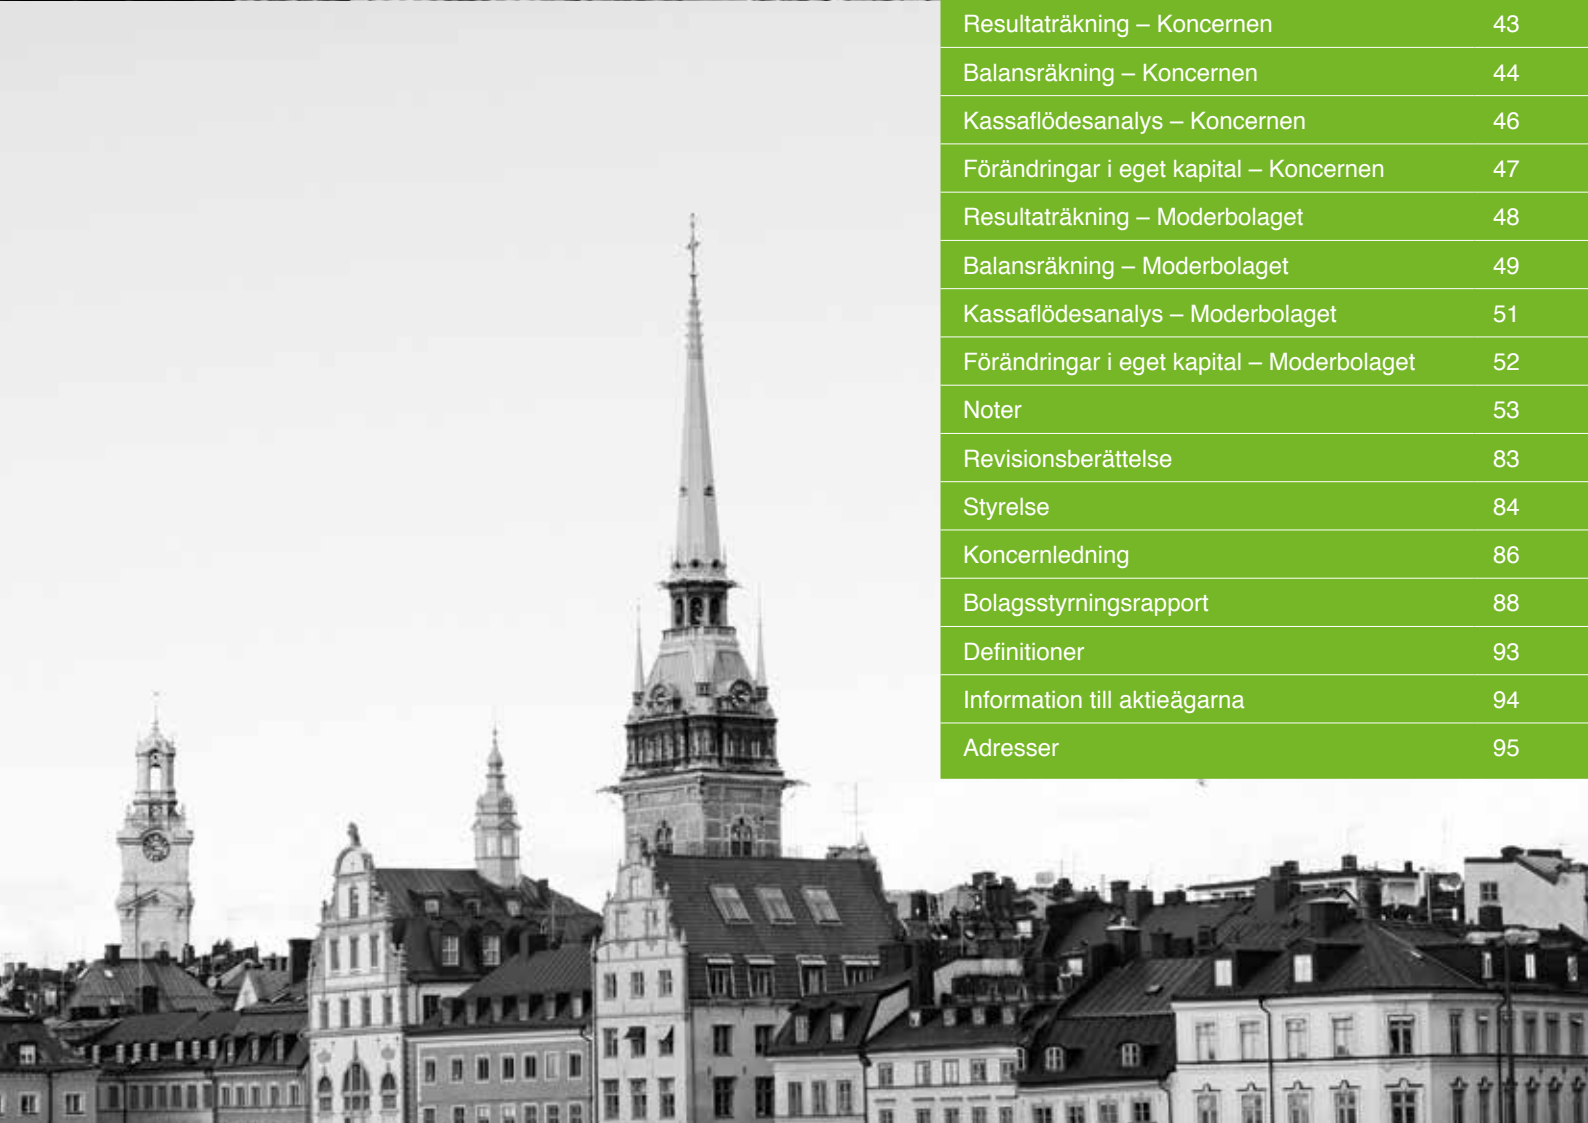 Resultaträkning – Koncernen 43
Balansräkning – Koncernen 44
Kassaflödesanalys – Koncernen 46
Förändringar i eget kapital – Koncernen 47
Resultaträkning – Moderbolaget 48
Balansräkning – Moderbolaget 49
Kassaflödesanalys – Moderbolaget 51
Förändringar i eget kapital – Moderbolaget 52
Noter 53
Revisionsberättelse 83
Styrelse 84
Koncernledning 86
Bolagsstyrningsrapport 88
Definitioner 93
Information till aktieägarna 94
Adresser 95